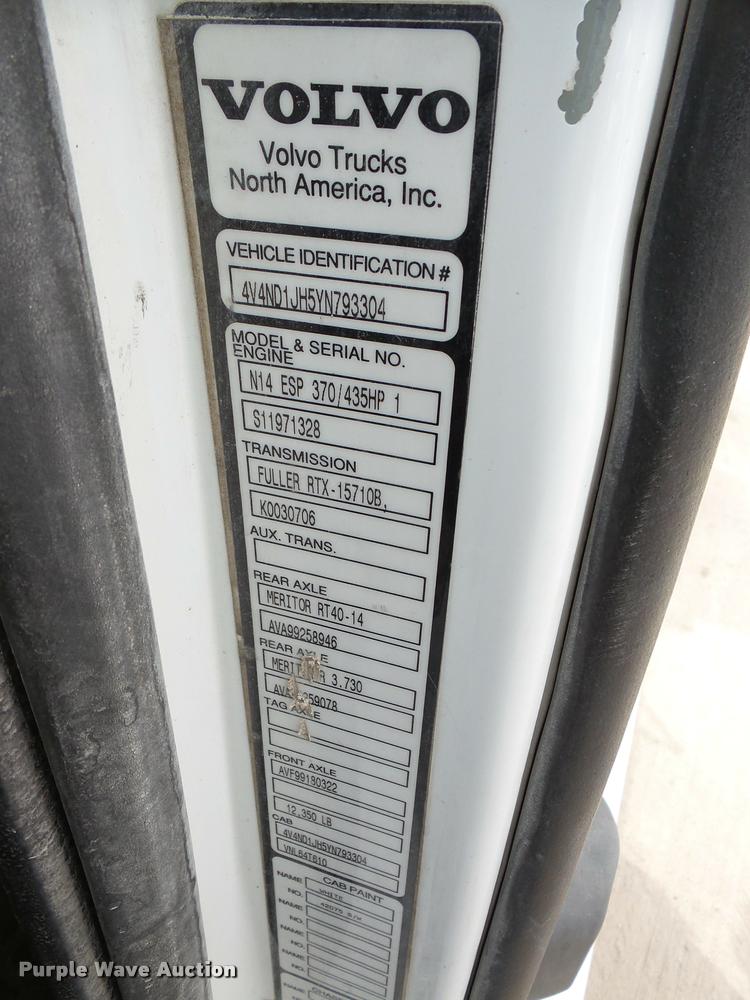 VOLVO
Volvo Trucks
North America, Inc.
VEHICLE IDENTIFICATION #
4V4ND1JH5YN793304
MODEL & SERIAL NO.
ENGINE
N14 ESP 370/435HP 1
S11971328
TRANSMISSION
FULLER RTX-15710B,
K0030706
AUX. TRANS.
REAR AXLE
MERITOR RT40-14
AVA99258946
REAR AXLE
3.730
TAG AXLE
FRONT AXLE
AVF99180322
12,350 LB
CAB
4V4ND1JH5YN793304
VNL64T610
CAB PAINT
NAME WHITE
NO.
NAME
NO.
NAME
NO.
NAME
Purple Wave Auction